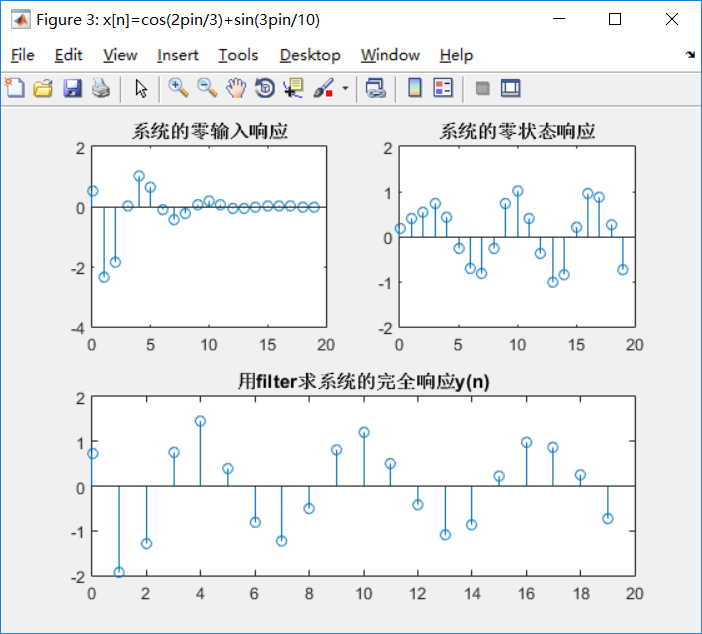 Figure 3: x[n]=cos(2pin/3)+sin(3pin/10)
File Edit View Insert Tools Desktop Window Help
系统的零输入响应
2
0
-2
-4
0 5 10 15 20
系统的零状态响应
2
1
0
-1
-2
0 5 10 15 20
用filter求系统的完全响应y(n)
2
1
0
-1
-2
0 2 4 6 8 10 12 14 16 18 20